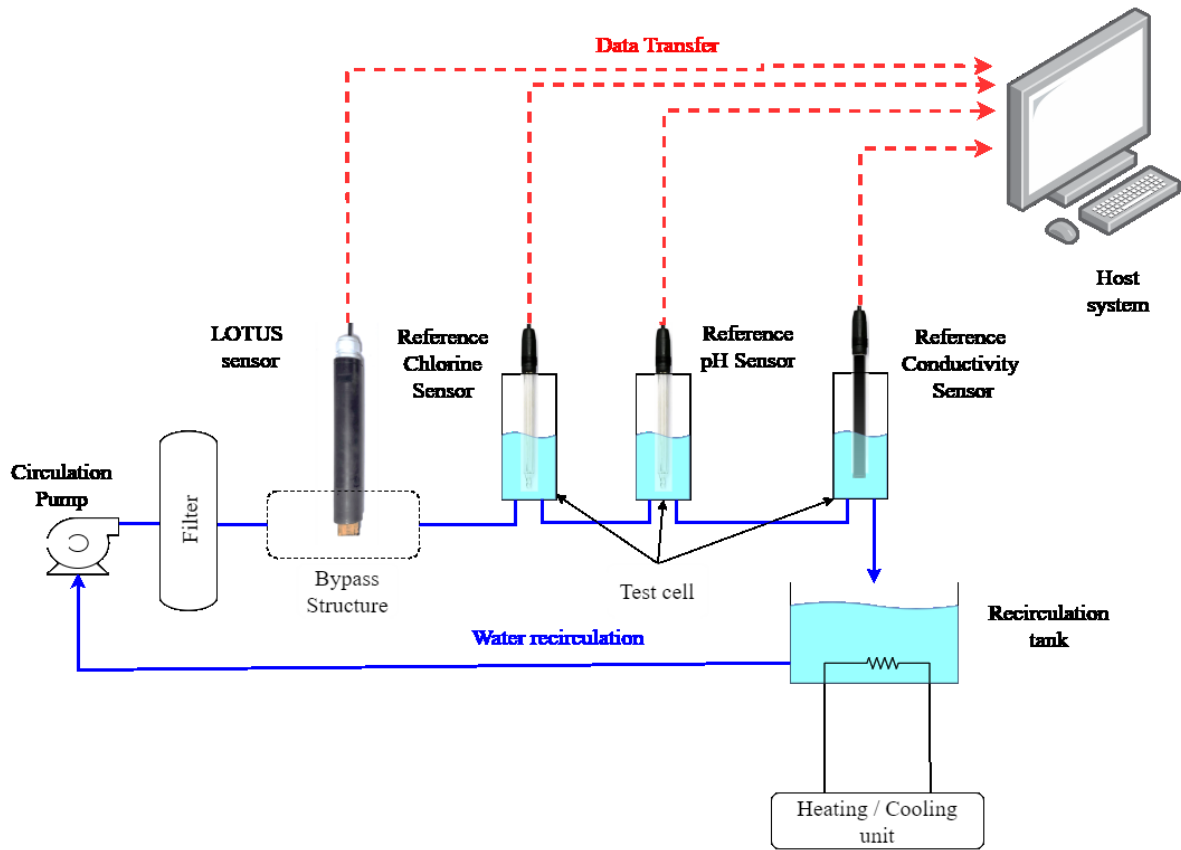 Data Transfer
Host
system
LOTUS
sensor
Reference
Chlorine
Sensor
Reference
pH Sensor
Reference
Conductivity
Sensor
Circulation
Pump
Filter
Bypass
Structure
Test cell
Water recirculation
Recirculation
tank
Heating / Cooling
unit